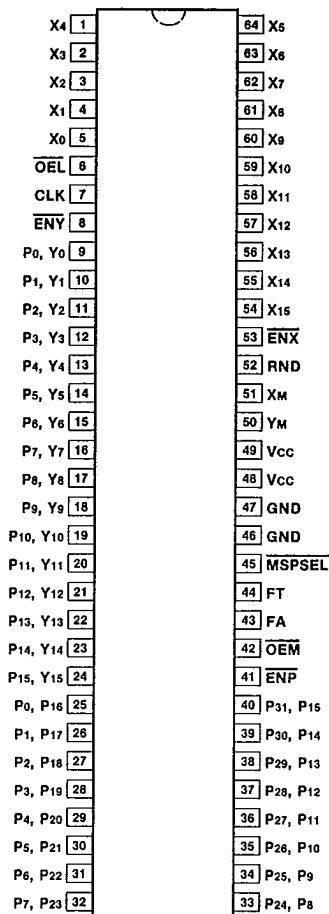 X4 1 64 X5
X3 2 63 X6
X2 3 62 X7
X1 4 61 X8
X0 5 60 X9
OEL 6 59 X10
CLK 7 58 X11
ENY 8 57 X12
P0, Y0 9 56 X13
P1, Y1 10 55 X14
P2, Y2 11 54 X15
P3, Y3 12 53 ENX
P4, Y4 13 52 RND
P5, Y5 14 51 XM
P6, Y6 15 50 YM
P7, Y7 16 49 VCC
P8, Y8 17 48 VCC
P9, Y9 18 47 GND
P10, Y10 19 46 GND
P11, Y11 20 45 MSPSEL
P12, Y12 21 44 FT
P13, Y13 22 43 FA
P14, Y14 23 42 OEM
P15, Y15 24 41 ENP
P0, P16 25 40 P31, P15
P1, P17 26 39 P30, P14
P2, P18 27 38 P29, P13
P3, P19 28 37 P28, P12
P4, P20 29 36 P27, P11
P5, P21 30 35 P26, P10
P6, P22 31 34 P25, P9
P7, P23 32 33 P24, P8